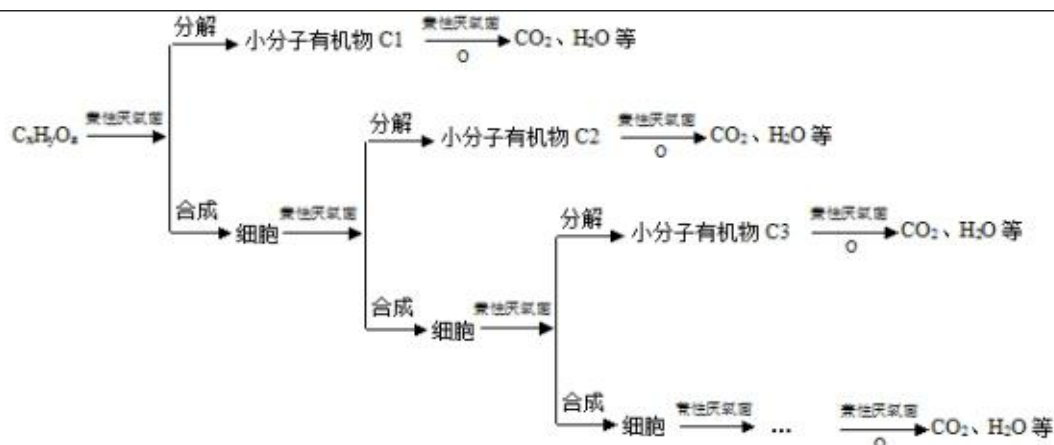 分解 小分子有机物 C1 兼性厌氧菌 O CO₂、H₂O 等
CₓHᵧO_z 兼性厌氧菌
分解 小分子有机物 C2 兼性厌氧菌 O CO₂、H₂O 等
合成 细胞 兼性厌氧菌
分解 小分子有机物 C3 兼性厌氧菌 O CO₂、H₂O 等
合成 细胞 兼性厌氧菌
合成 细胞 兼性厌氧菌 … 兼性厌氧菌 O CO₂、H₂O 等